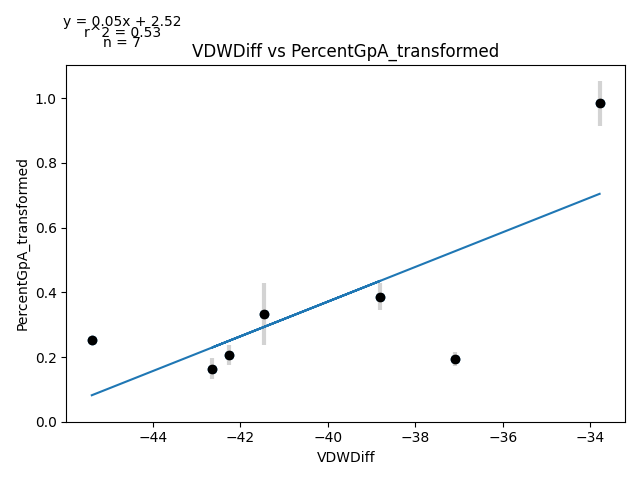 y = 0.05x + 2.52
r^2 = 0.53
n = 7
VDWDiff vs PercentGpA_transformed
1.0
0.8
0.6
0.4
0.2
0.0
PercentGpA_transformed
−44
−42
−40
−38
−36
−34
VDWDiff